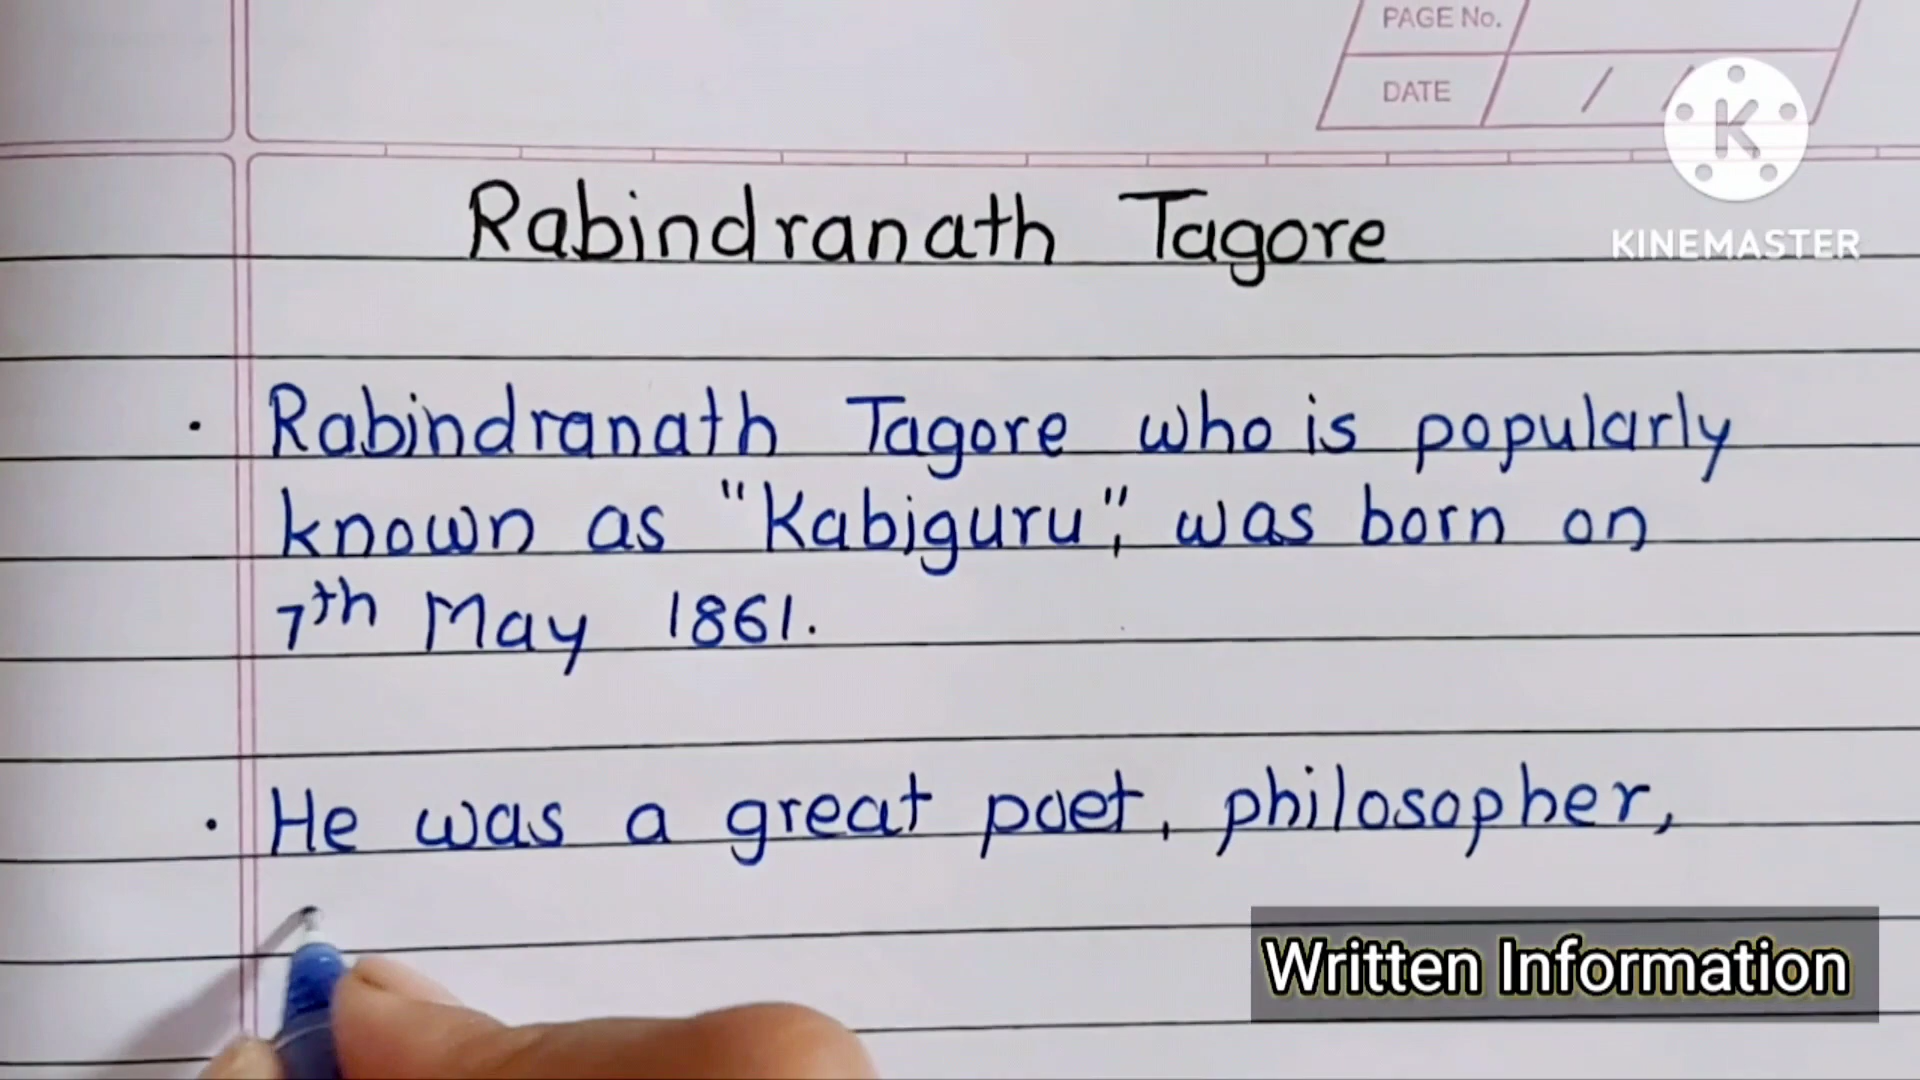 PAGE No.
DATE / /
K
KINEMASTER
Rabindranath Tagore
• Rabindranath Tagore who is popularly
known as "Kabiguru", was born on
7th May 1861.
• He was a great poet, philosopher,
Written Information